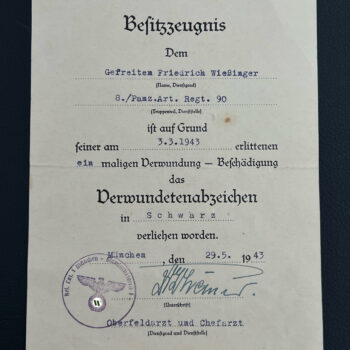 Besitzzeugnis
Dem
Gefreiten Friedrich Wießinger
(Name, Dienstgrad)
8./Panz.Art. Regt. 90
(Truppenteil, Dienststelle)
ist auf Grund
seiner am 3.3.1943 erlittenen
ein maligen Verwundung – Beschädigung
das
Verwundetenabzeichen
in Schwarz
verliehen worden.
München, den 29.5. 1943
(Unterschrift)
Oberfeldarzt und Chefarzt
(Dienstgrad und Dienststelle)